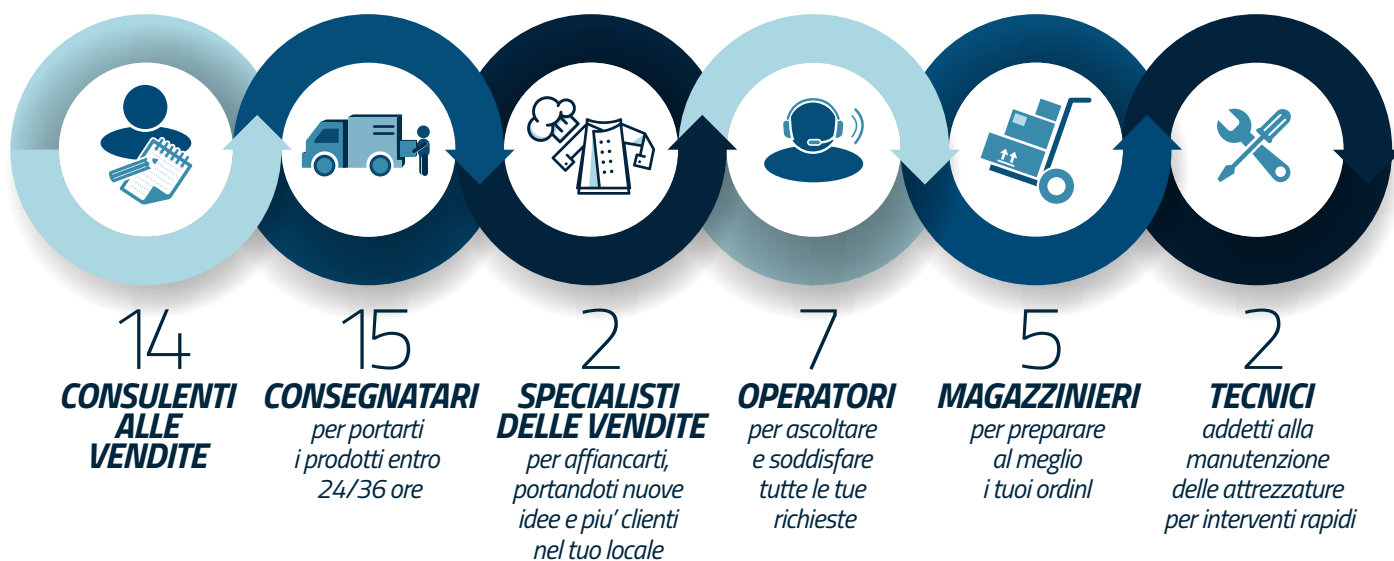 14
CONSULENTI
ALLE
VENDITE
15
CONSEGNATARI
per portarti
i prodotti entro
24/36 ore
2
SPECIALISTI
DELLE VENDITE
per affiancarti,
portandoti nuove
idee e piu' clienti
nel tuo locale
7
OPERATORI
per ascoltare
e soddisfare
tutte le tue
richieste
5
MAGAZZINIERI
per preparare
al meglio
i tuoi ordinI
2
TECNICI
addetti alla
manutenzione
delle attrezzature
per interventi rapidi